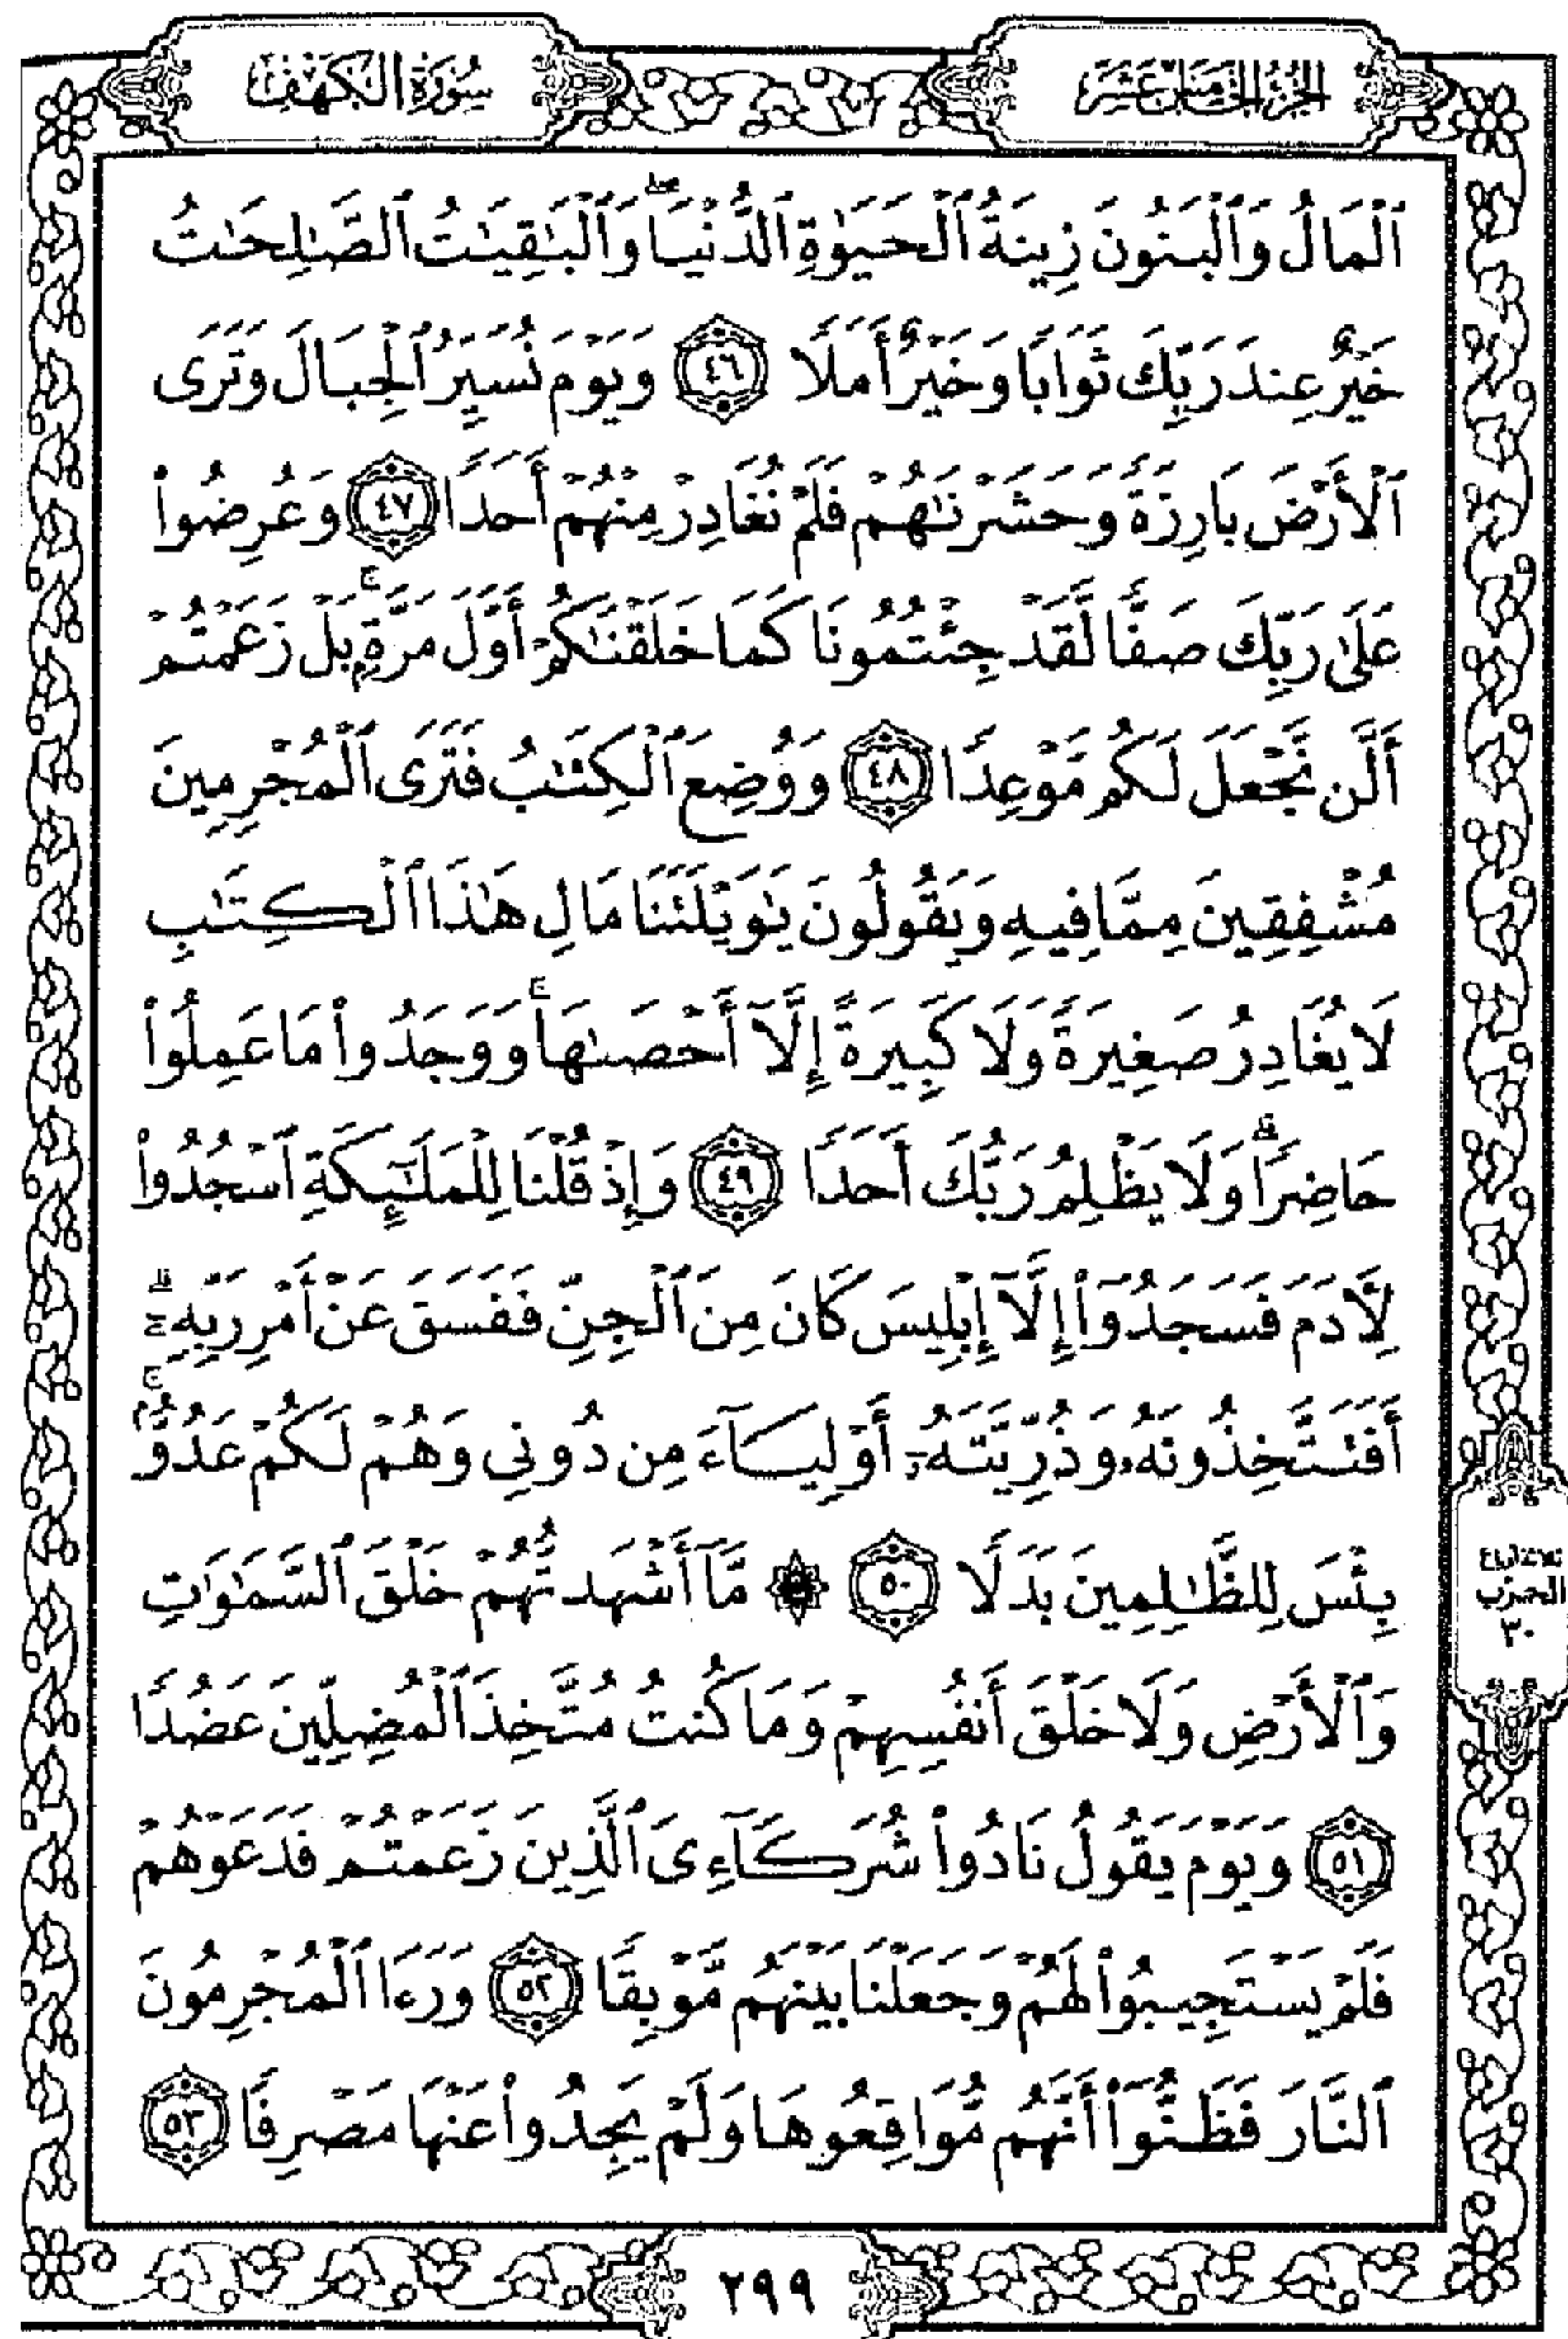 الجزء الخامس عشر
سورة الكهف
ٱلْمَالُ وَٱلْبَنُونَ زِينَةُ ٱلْحَيَوٰةِ ٱلدُّنْيَاۖ وَٱلْبَٰقِيَٰتُ ٱلصَّٰلِحَٰتُ
خَيْرٌ عِندَ رَبِّكَ ثَوَابًا وَخَيْرٌ أَمَلًا ٤٦ وَيَوْمَ نُسَيِّرُ ٱلْجِبَالَ وَتَرَى
ٱلْأَرْضَ بَارِزَةً وَحَشَرْنَٰهُمْ فَلَمْ نُغَادِرْ مِنْهُمْ أَحَدًا ٤٧ وَعُرِضُوا۟
عَلَىٰ رَبِّكَ صَفًّا لَّقَدْ جِئْتُمُونَا كَمَا خَلَقْنَٰكُمْ أَوَّلَ مَرَّةٍۭۚ بَلْ زَعَمْتُمْ
أَلَّن نَّجْعَلَ لَكُم مَّوْعِدًا ٤٨ وَوُضِعَ ٱلْكِتَٰبُ فَتَرَى ٱلْمُجْرِمِينَ
مُشْفِقِينَ مِمَّا فِيهِ وَيَقُولُونَ يَٰوَيْلَتَنَا مَالِ هَٰذَا ٱلْكِتَٰبِ
لَا يُغَادِرُ صَغِيرَةً وَلَا كَبِيرَةً إِلَّآ أَحْصَىٰهَاۚ وَوَجَدُوا۟ مَا عَمِلُوا۟
حَاضِرًاۗ وَلَا يَظْلِمُ رَبُّكَ أَحَدًا ٤٩ وَإِذْ قُلْنَا لِلْمَلَٰٓئِكَةِ ٱسْجُدُوا۟
لِءَادَمَ فَسَجَدُوٓا۟ إِلَّآ إِبْلِيسَ كَانَ مِنَ ٱلْجِنِّ فَفَسَقَ عَنْ أَمْرِ رَبِّهِۦٓۗ
أَفَتَتَّخِذُونَهُۥ وَذُرِّيَّتَهُۥٓ أَوْلِيَآءَ مِن دُونِى وَهُمْ لَكُمْ عَدُوٌّۢۚ
بِئْسَ لِلظَّٰلِمِينَ بَدَلًا ٥٠ ۞ مَّآ أَشْهَدتُّهُمْ خَلْقَ ٱلسَّمَٰوَٰتِ
وَٱلْأَرْضِ وَلَا خَلْقَ أَنفُسِهِمْ وَمَا كُنتُ مُتَّخِذَ ٱلْمُضِلِّينَ عَضُدًا
٥١ وَيَوْمَ يَقُولُ نَادُوا۟ شُرَكَآءِىَ ٱلَّذِينَ زَعَمْتُمْ فَدَعَوْهُمْ
فَلَمْ يَسْتَجِيبُوا۟ لَهُمْ وَجَعَلْنَا بَيْنَهُم مَّوْبِقًا ٥٢ وَرَءَا ٱلْمُجْرِمُونَ
ٱلنَّارَ فَظَنُّوٓا۟ أَنَّهُم مُّوَاقِعُوهَا وَلَمْ يَجِدُوا۟ عَنْهَا مَصْرِفًا ٥٣
ثلاثة أرباع
الحزب
٣٠
٢٩٩